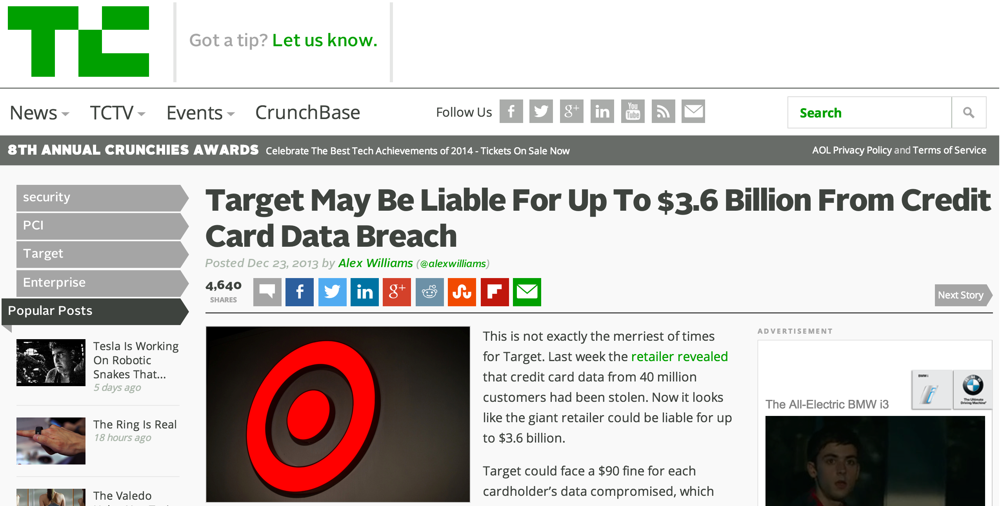 TC
Got a tip? Let us know.
News
TCTV
Events
CrunchBase
Follow Us
f
g+
in
You
Tube
Search
8TH ANNUAL CRUNCHIES AWARDS Celebrate The Best Tech Achievements of 2014 - Tickets On Sale Now
AOL Privacy Policy and Terms of Service
security
PCI
Target
Enterprise
Popular Posts
Tesla Is Working
On Robotic
Snakes That...
5 days ago
The Ring Is Real
18 hours ago
The Valedo
Target May Be Liable For Up To $3.6 Billion From Credit
Card Data Breach
Posted Dec 23, 2013 by Alex Williams (@alexwilliams)
4,640
SHARES
f
in
g+
Next Story
This is not exactly the merriest of times
for Target. Last week the retailer revealed
that credit card data from 40 million
customers had been stolen. Now it looks
like the giant retailer could be liable for up
to $3.6 billion.
Target could face a $90 fine for each
cardholder’s data compromised, which
ADVERTISEMENT
The All-Electric BMW i3
BMW i
i
BMW
The Ultimate
Driving Machine®